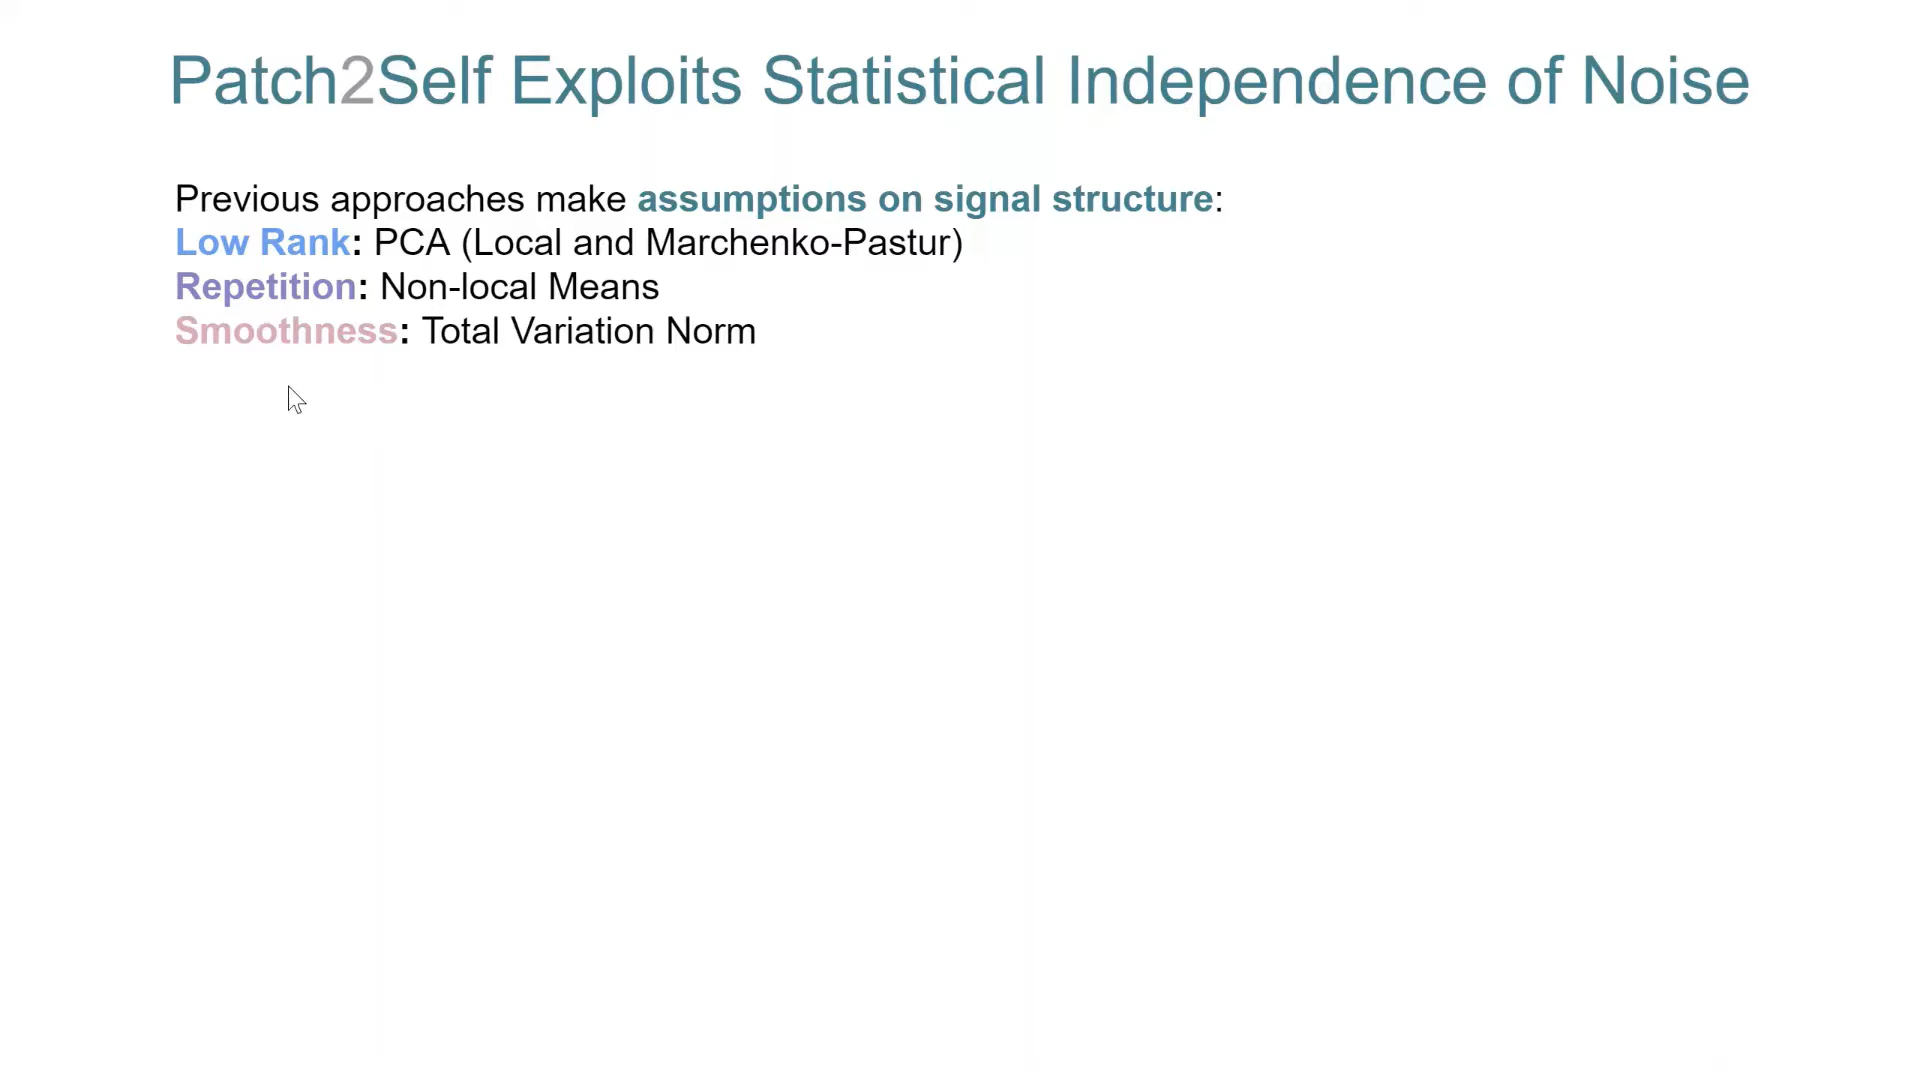 Patch2Self Exploits Statistical Independence of Noise
Previous approaches make assumptions on signal structure:
Low Rank: PCA (Local and Marchenko-Pastur)
Repetition: Non-local Means
Smoothness: Total Variation Norm